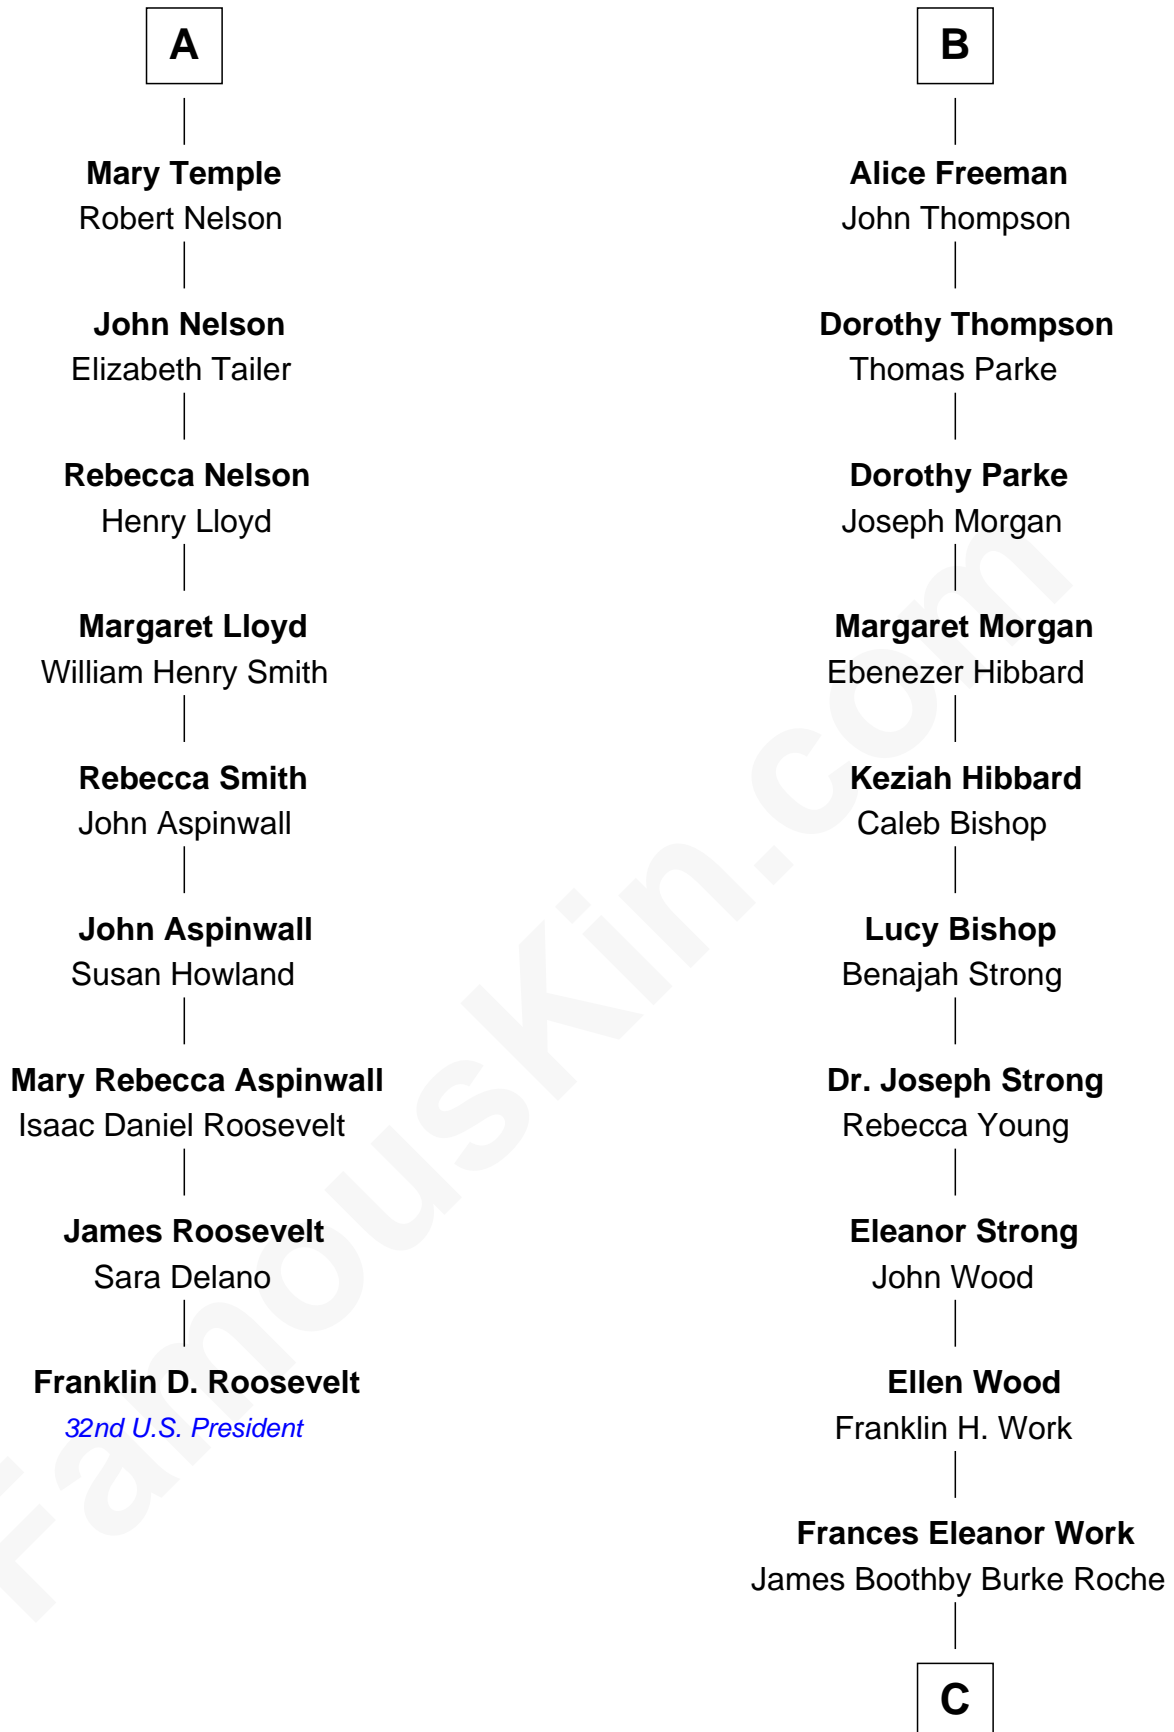 A
Mary Temple
Robert Nelson
John Nelson
Elizabeth Tailer
Rebecca Nelson
Henry Lloyd
Margaret Lloyd
William Henry Smith
Rebecca Smith
John Aspinwall
John Aspinwall
Susan Howland
Mary Rebecca Aspinwall
Isaac Daniel Roosevelt
James Roosevelt
Sara Delano
Franklin D. Roosevelt
32nd U.S. President
B
Alice Freeman
John Thompson
Dorothy Thompson
Thomas Parke
Dorothy Parke
Joseph Morgan
Margaret Morgan
Ebenezer Hibbard
Keziah Hibbard
Caleb Bishop
Lucy Bishop
Benajah Strong
Dr. Joseph Strong
Rebecca Young
Eleanor Strong
John Wood
Ellen Wood
Franklin H. Work
Frances Eleanor Work
James Boothby Burke Roche
C
FamousKin.com